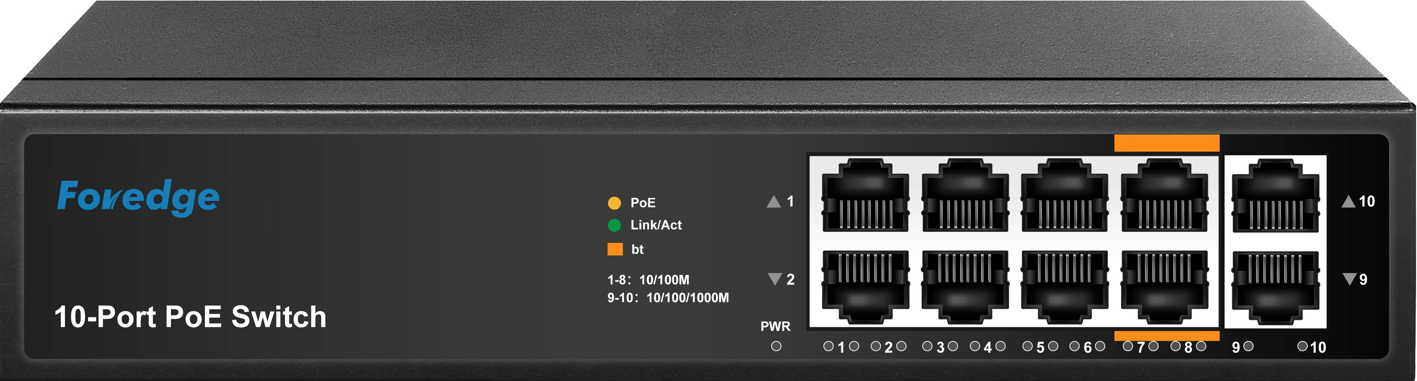 Foredge
PoE
Link/Act
bt
1-8: 10/100M
9-10: 10/100/1000M
10-Port PoE Switch
▲ 1
▼ 2
▲ 10
▼ 9
PWR
1 2 3 4 5 6 7 8 9 10